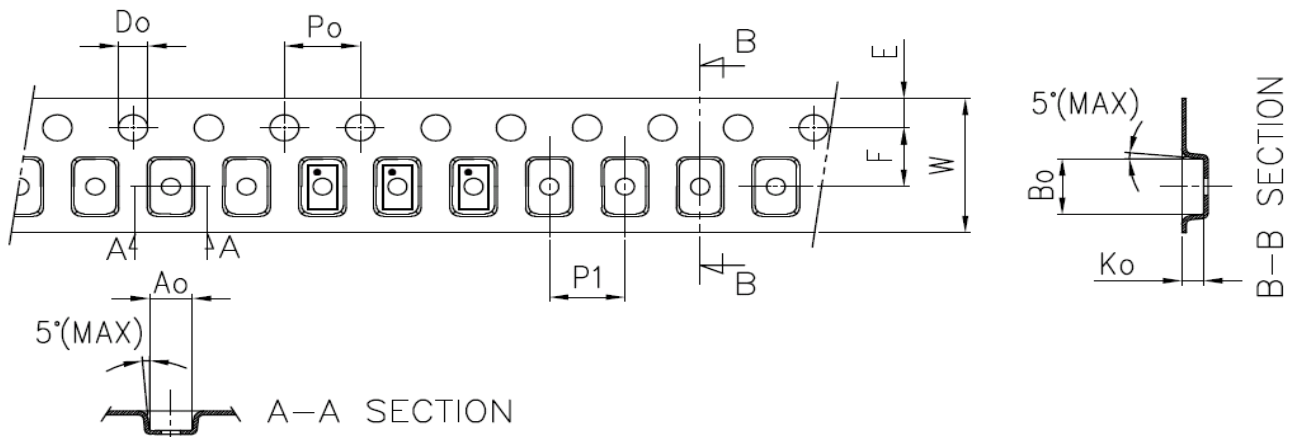 Do
Po
B
E
F
W
A
A
P1
B
Ao
5°(MAX)
A-A SECTION
5°(MAX)
Bo
Ko
B-B SECTION